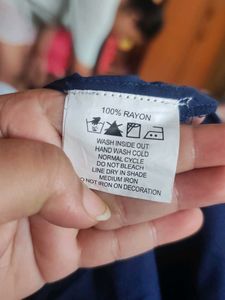 100% RAYON
WASH INSIDE OUT
HAND WASH COLD
NORMAL CYCLE
DO NOT BLEACH
LINE DRY IN SHADE
MEDIUM IRON
DO NOT IRON ON DECORATION